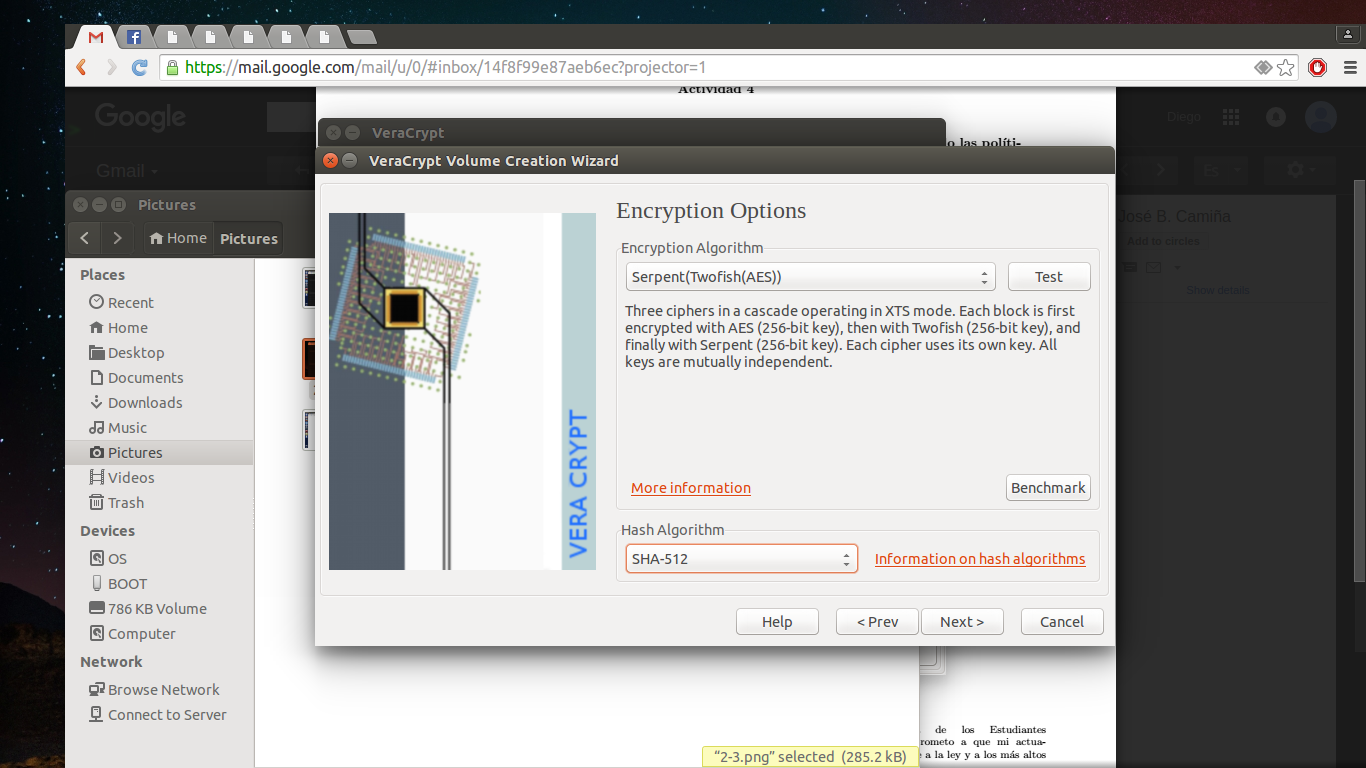 https://mail.google.com/mail/u/0/#inbox/14f8f99e87aeb6ec?projector=1
Actividad 4
Google
Diego
VeraCrypt
o las políti-
VeraCrypt Volume Creation Wizard
Gmail
Es
Pictures
Home
Pictures
José B. Camiña
Add to circles
Show details
Places
Recent
Home
Desktop
Documents
Downloads
Music
Pictures
Videos
Trash
Devices
OS
BOOT
786 KB Volume
Computer
Network
Browse Network
Connect to Server
VERA CRYPT
Encryption Options
Encryption Algorithm
Serpent(Twofish(AES))
Test
Three ciphers in a cascade operating in XTS mode. Each block is first
encrypted with AES (256-bit key), then with Twofish (256-bit key), and
finally with Serpent (256-bit key). Each cipher uses its own key. All
keys are mutually independent.
More information
Benchmark
Hash Algorithm
SHA-512
Information on hash algorithms
Help
< Prev
Next >
Cancel
de los Estudiantes
rometo a que mi actua-
e a la ley y a los más altos
“2-3.png” selected (285.2 kB)